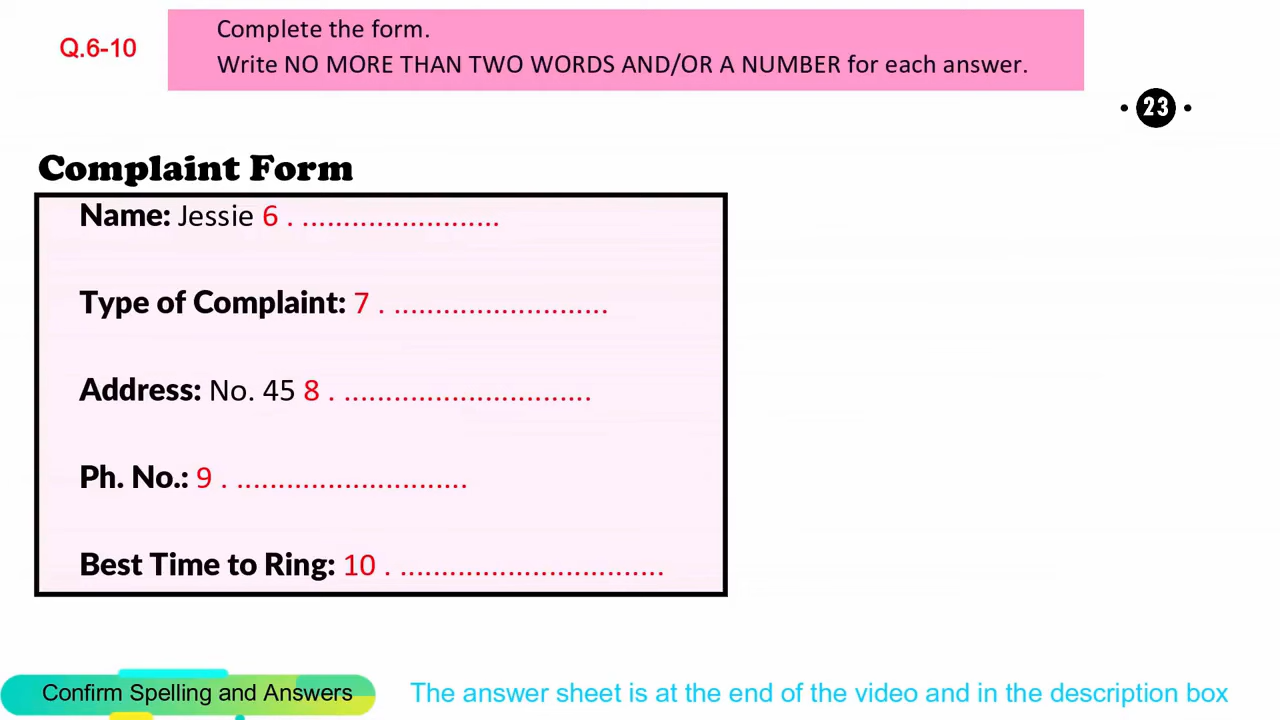 Q.6-10
Complete the form.
Write NO MORE THAN TWO WORDS AND/OR A NUMBER for each answer.
• 23 •
Complaint Form
Name: Jessie 6 . ........................
Type of Complaint: 7 . ..........................
Address: No. 45 8 . ..............................
Ph. No.: 9 . ............................
Best Time to Ring: 10 . ................................
Confirm Spelling and Answers
The answer sheet is at the end of the video and in the description box